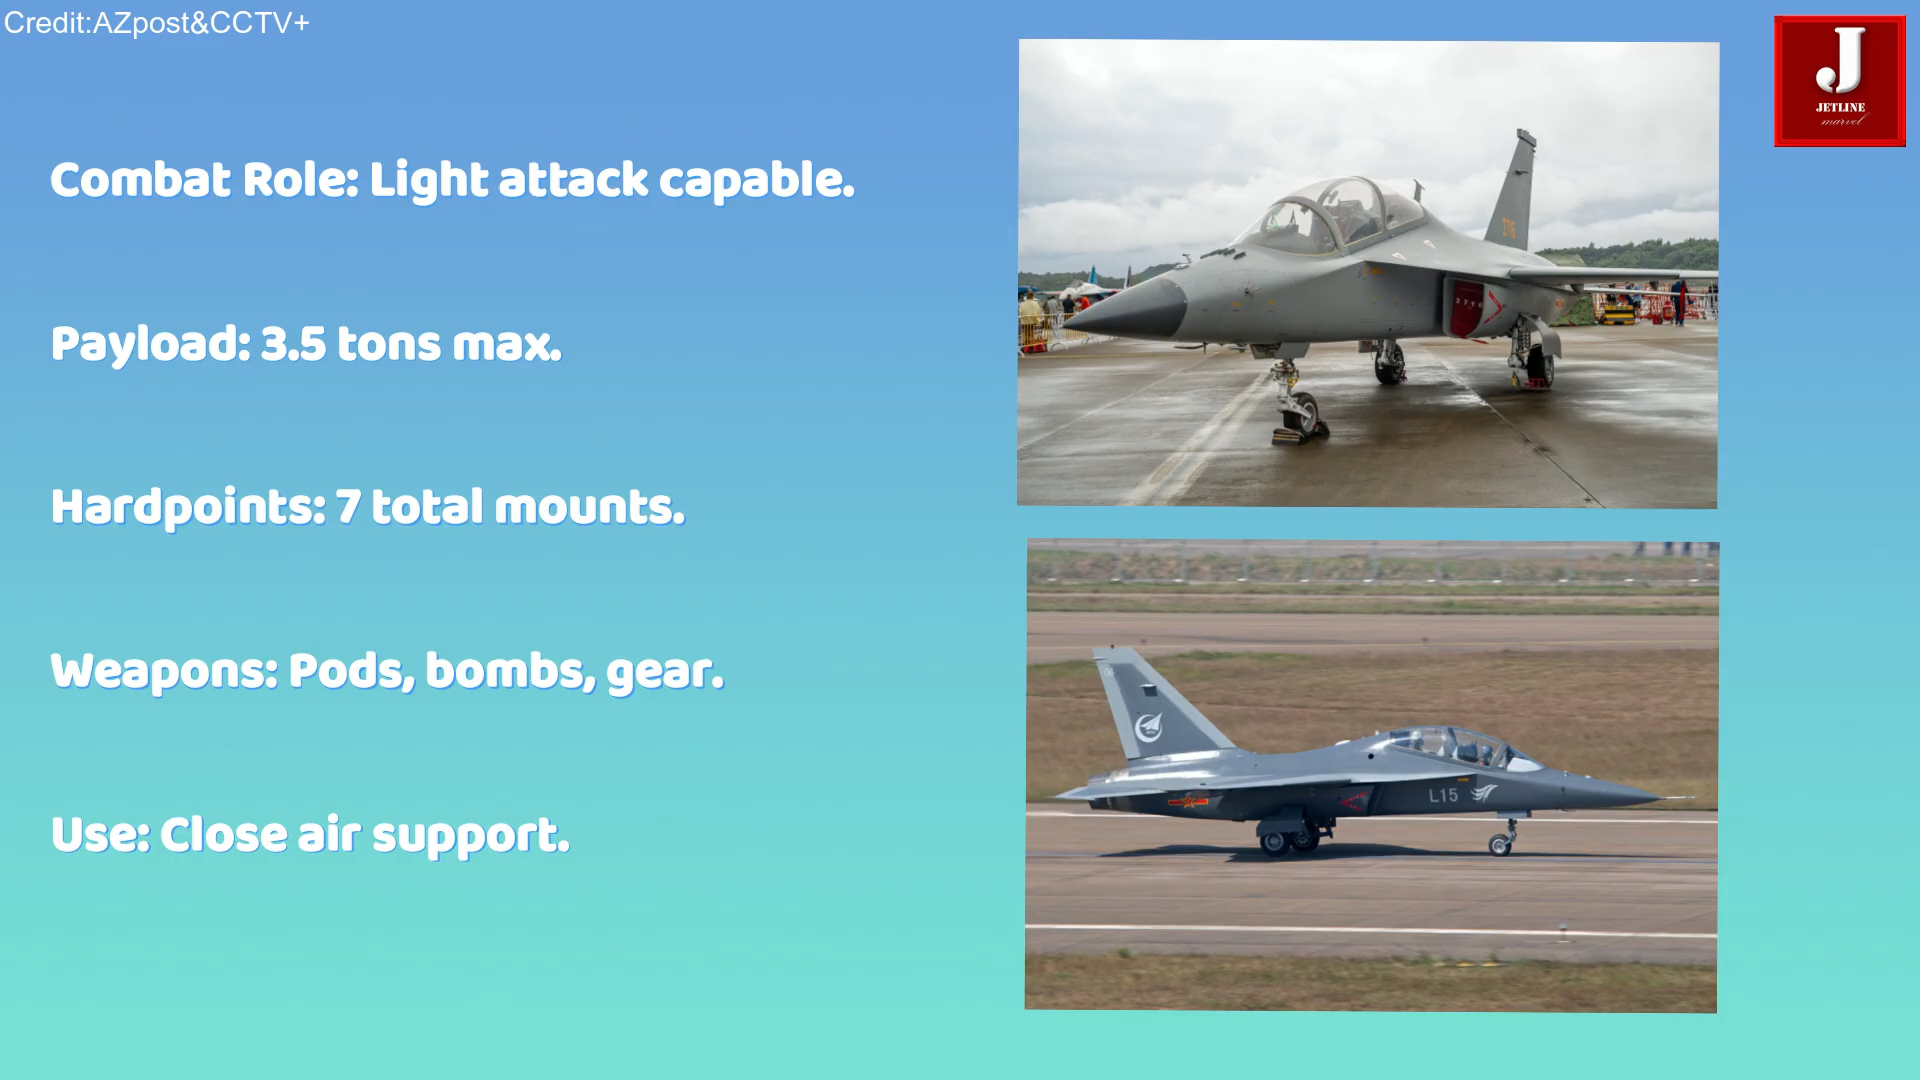 Credit:AZpost&CCTV+
J
JETLINE
marvel
Combat Role: Light attack capable.
Payload: 3.5 tons max.
Hardpoints: 7 total mounts.
Weapons: Pods, bombs, gear.
Use: Close air support.
L15